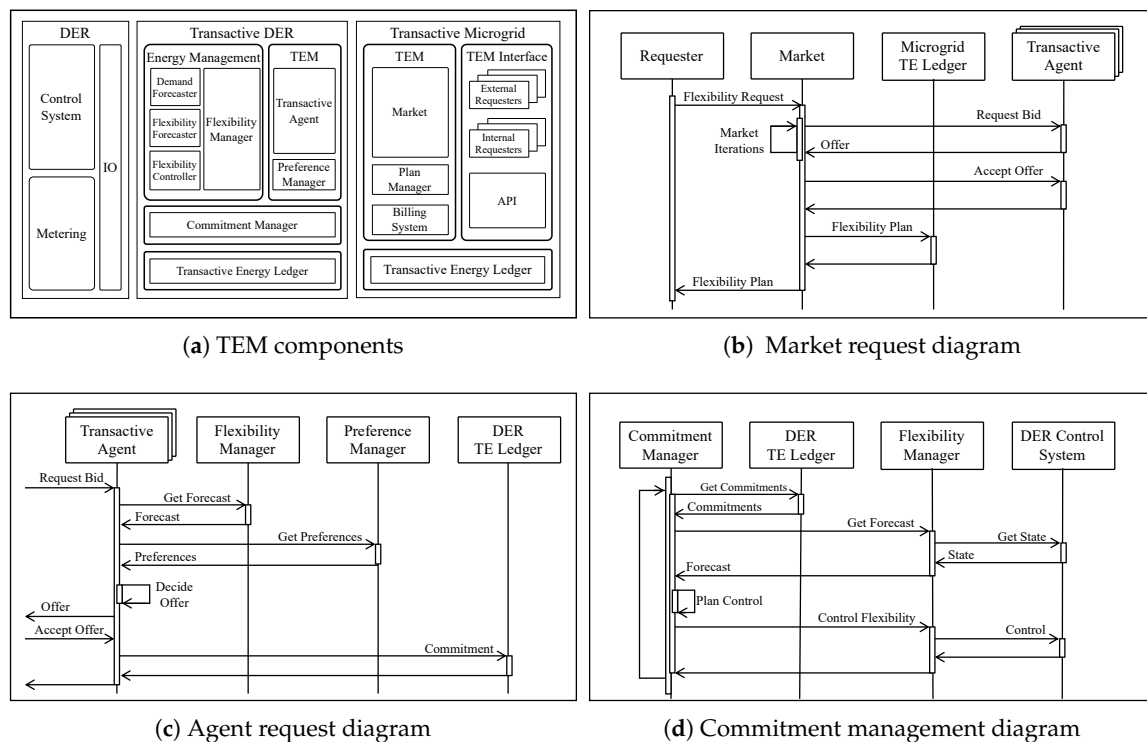 DER
Transactive DER
Transactive Microgrid
Control
System
Metering
IO
Energy Management
Demand
Forecaster
Flexibility
Forecaster
Flexibility
Controller
Flexibility
Manager
TEM
Transactive
Agent
Preference
Manager
Commitment Manager
Transactive Energy Ledger
TEM
Market
Plan
Manager
Billing
System
TEM Interface
External
Requesters
Internal
Requesters
API
Transactive Energy Ledger
(a) TEM components
Requester
Market
Microgrid
TE Ledger
Transactive
Agent
Flexibility Request
Request Bid
Market
Iterations
Offer
Accept Offer
Flexibility Plan
Flexibility Plan
(b) Market request diagram
Transactive
Agent
Flexibility
Manager
Preference
Manager
DER
TE Ledger
Request Bid
Get Forecast
Forecast
Get Preferences
Preferences
Decide
Offer
Offer
Accept Offer
Commitment
(c) Agent request diagram
Commitment
Manager
DER
TE Ledger
Flexibility
Manager
DER Control
System
Get Commitments
Commitments
Get Forecast
Get State
State
Forecast
Plan Control
Control Flexibility
Control
(d) Commitment management diagram